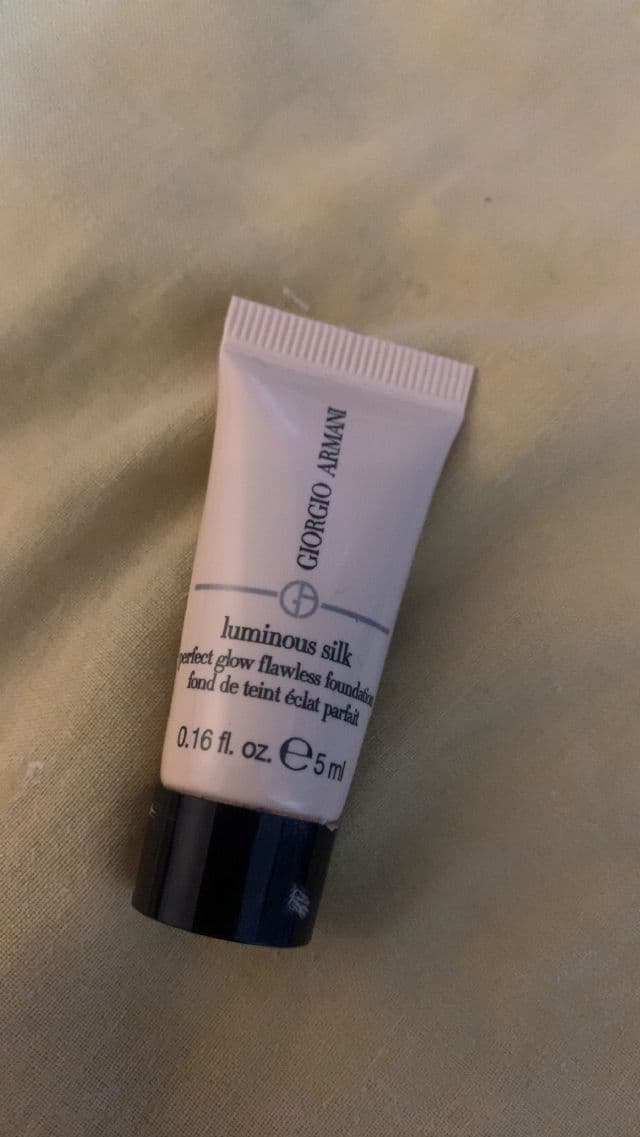 GIORGIO ARMANI
luminous silk
perfect glow flawless foundation
fond de teint éclat parfait
0.16 fl. oz. e 5 ml